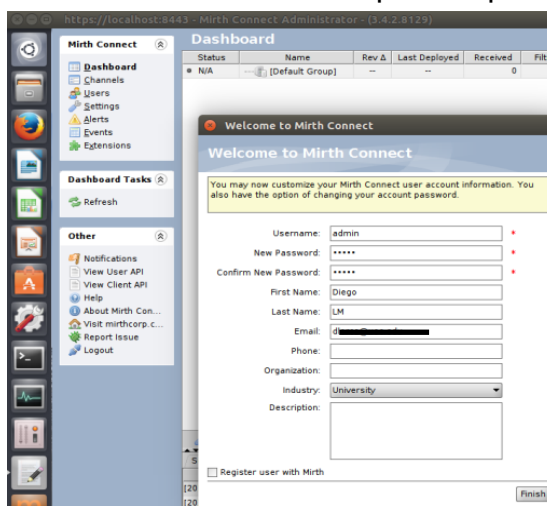 https://localhost:8443 - Mirth Connect Administrator - (3.4.2.8129)
Mirth Connect
Dashboard
Channels
Users
Settings
Alerts
Events
Extensions
Dashboard Tasks
Refresh
Other
Notifications
View User API
View Client API
Help
About Mirth Con...
Visit mirthcorp.c...
Report Issue
Logout
Dashboard
Status Name Rev Δ Last Deployed Received Filt
N/A [Default Group] -- -- 0
Welcome to Mirth Connect
Welcome to Mirth Connect
You may now customize your Mirth Connect user account information. You
also have the option of changing your account password.
Username: admin *
New Password: ••••• *
Confirm New Password: ••••• *
First Name: Diego
Last Name: LM
Email: d
Phone:
Organization:
Industry: University
Description:
Register user with Mirth
Finish
S
[20
[20